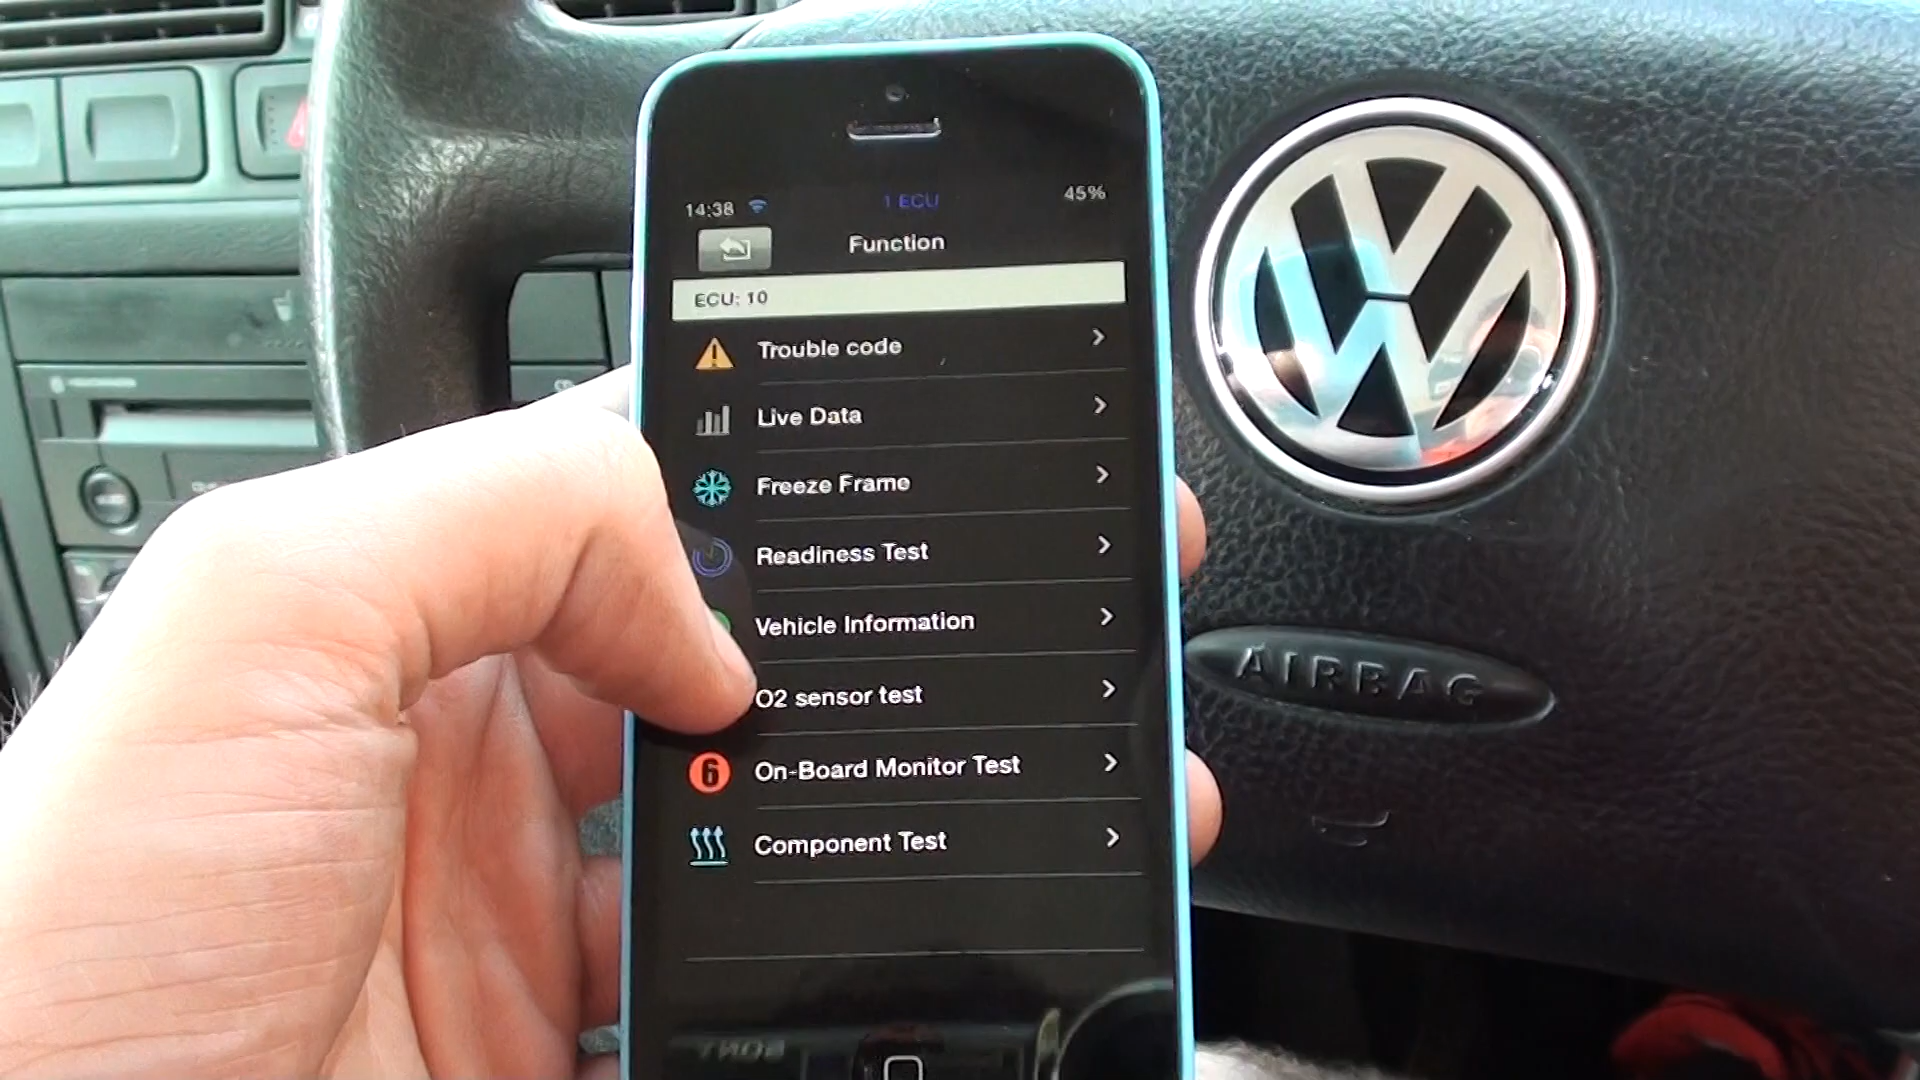 14:38 1 ECU 45%
Function
ECU: 10
Trouble code
Live Data
Freeze Frame
Readiness Test
Vehicle Information
O2 sensor test
6 On-Board Monitor Test
Component Test
AIRBAG